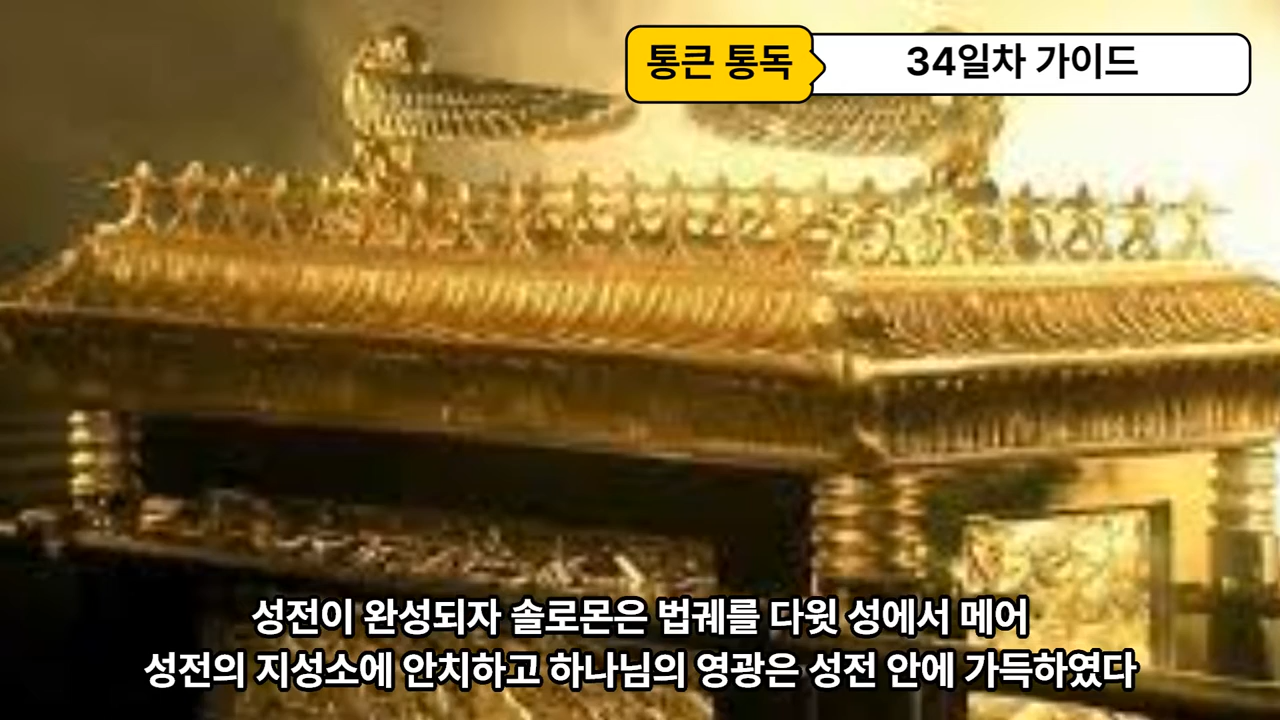 통큰 통독
34일차 가이드
성전이 완성되자 솔로몬은 법궤를 다윗 성에서 메어
성전의 지성소에 안치하고 하나님의 영광은 성전 안에 가득하였다